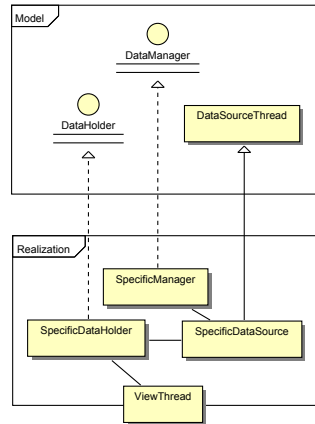 Model
DataManager
DataHolder
DataSourceThread
Realization
SpecificManager
SpecificDataHolder
SpecificDataSource
ViewThread